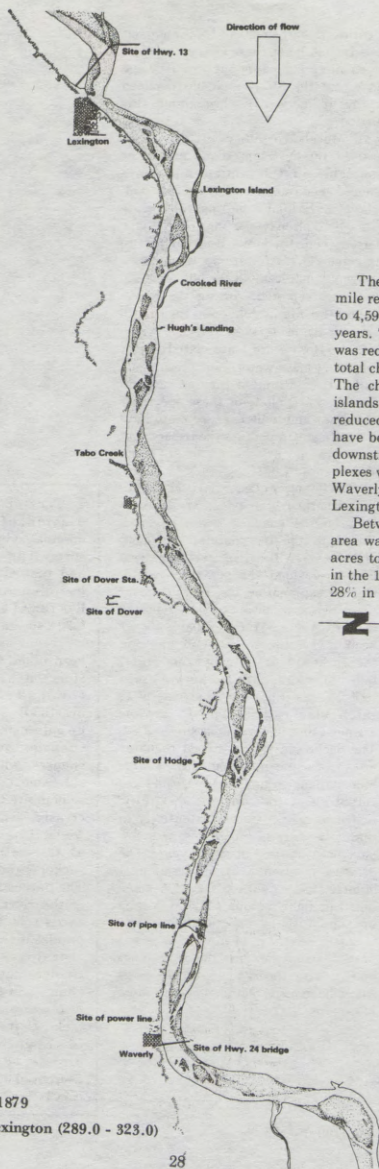 Direction of flow
Site of Hwy. 13
Lexington
Lexington Island
Crooked River
Hugh's Landing
The
mile re
to 4,59
years.
was rec
total ch
The ch
islands
reduced
have be
downst
plexes w
Waverly
Lexingt
Betw
area wa
acres to
in the 1
28% in
N
Tabo Creek
Site of Dover Sta.
Site of Dover
Site of Hodge
Site of pipe line
Site of power line
Waverly
Site of Hwy. 24 bridge
1879
exington (289.0 - 323.0)
28